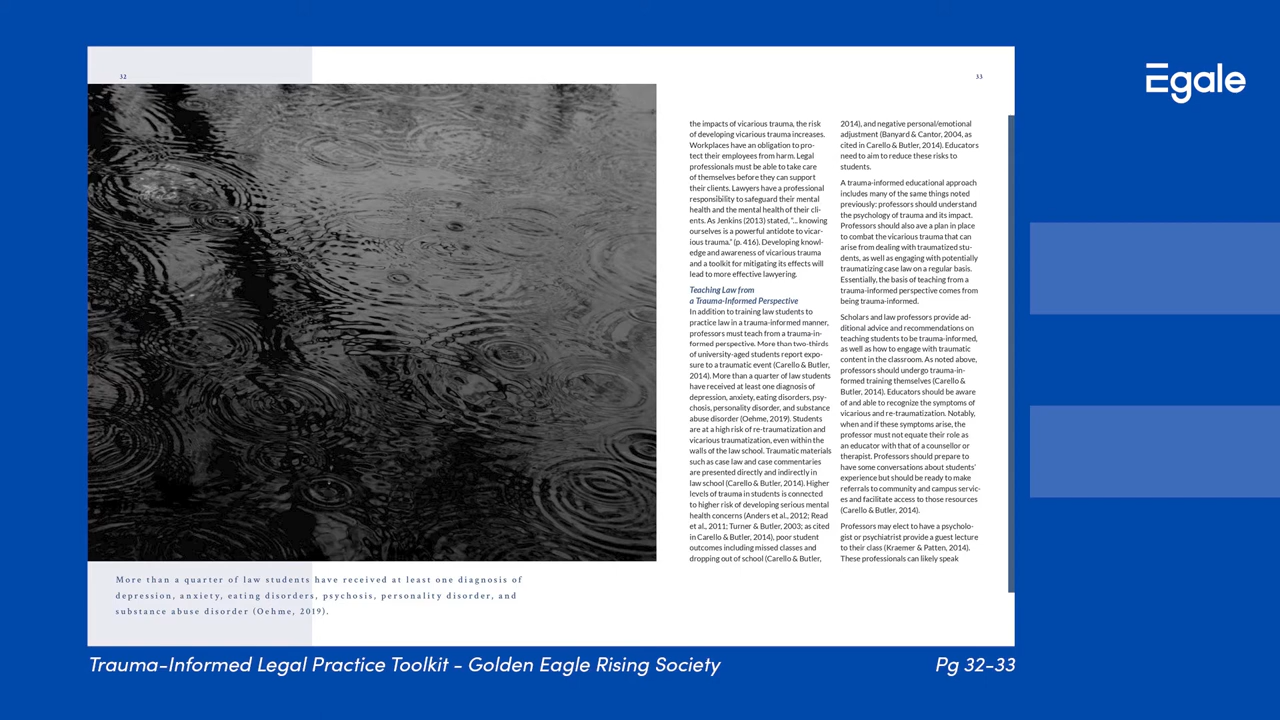 Egale
32
33
the impacts of vicarious trauma, the risk
of developing vicarious trauma increases.
Workplaces have an obligation to pro-
tect their employees from harm. Legal
professionals must be able to take care
of themselves before they can support
their clients. Lawyers have a professional
responsibility to safeguard their mental
health and the mental health of their cli-
ents. As Jenkins (2013) stated, "... knowing
ourselves is a powerful antidote to vicar-
ious trauma." (p. 416). Developing knowl-
edge and awareness of vicarious trauma
and a toolkit for mitigating its effects will
lead to more effective lawyering.
Teaching Law from
a Trauma-Informed Perspective
In addition to training law students to
practice law in a trauma-informed manner,
professors must teach from a trauma-in-
formed perspective. More than two-thirds
of university-aged students report expo-
sure to a traumatic event (Carello & Butler,
2014). More than a quarter of law students
have received at least one diagnosis of
depression, anxiety, eating disorders, psy-
chosis, personality disorder, and substance
abuse disorder (Oehme, 2019). Students
are at a high risk of re-traumatization and
vicarious traumatization, even within the
walls of the law school. Traumatic materials
such as case law and case commentaries
are presented directly and indirectly in
law school (Carello & Butler, 2014). Higher
levels of trauma in students is connected
to higher risk of developing serious mental
health concerns (Anders et al., 2012; Read
et al., 2011; Turner & Butler, 2003; as cited
in Carello & Butler, 2014), poor student
outcomes including missed classes and
dropping out of school (Carello & Butler,
2014), and negative personal/emotional
adjustment (Banyard & Cantor, 2004, as
cited in Carello & Butler, 2014). Educators
need to aim to reduce these risks to
students.
A trauma-informed educational approach
includes many of the same things noted
previously: professors should understand
the psychology of trauma and its impact.
Professors should also ave a plan in place
to combat the vicarious trauma that can
arise from dealing with traumatized stu-
dents, as well as engaging with potentially
traumatizing case law on a regular basis.
Essentially, the basis of teaching from a
trauma-informed perspective comes from
being trauma-informed.
Scholars and law professors provide ad-
ditional advice and recommendations on
teaching students to be trauma-informed,
as well as how to engage with traumatic
content in the classroom. As noted above,
professors should undergo trauma-in-
formed training themselves (Carello &
Butler, 2014). Educators should be aware
of and able to recognize the symptoms of
vicarious and re-traumatization. Notably,
when and if these symptoms arise, the
professor must not equate their role as
an educator with that of a counsellor or
therapist. Professors should prepare to
have some conversations about students'
experience but should be ready to make
referrals to community and campus servic-
es and facilitate access to those resources
(Carello & Butler, 2014).
Professors may elect to have a psycholo-
gist or psychiatrist provide a guest lecture
to their class (Kraemer & Patten, 2014).
These professionals can likely speak
More than a quarter of law students have received at least one diagnosis of
depression, anxiety, eating disorders, psychosis, personality disorder, and
substance abuse disorder (Oehme, 2019).
Trauma-Informed Legal Practice Toolkit - Golden Eagle Rising Society
Pg 32-33